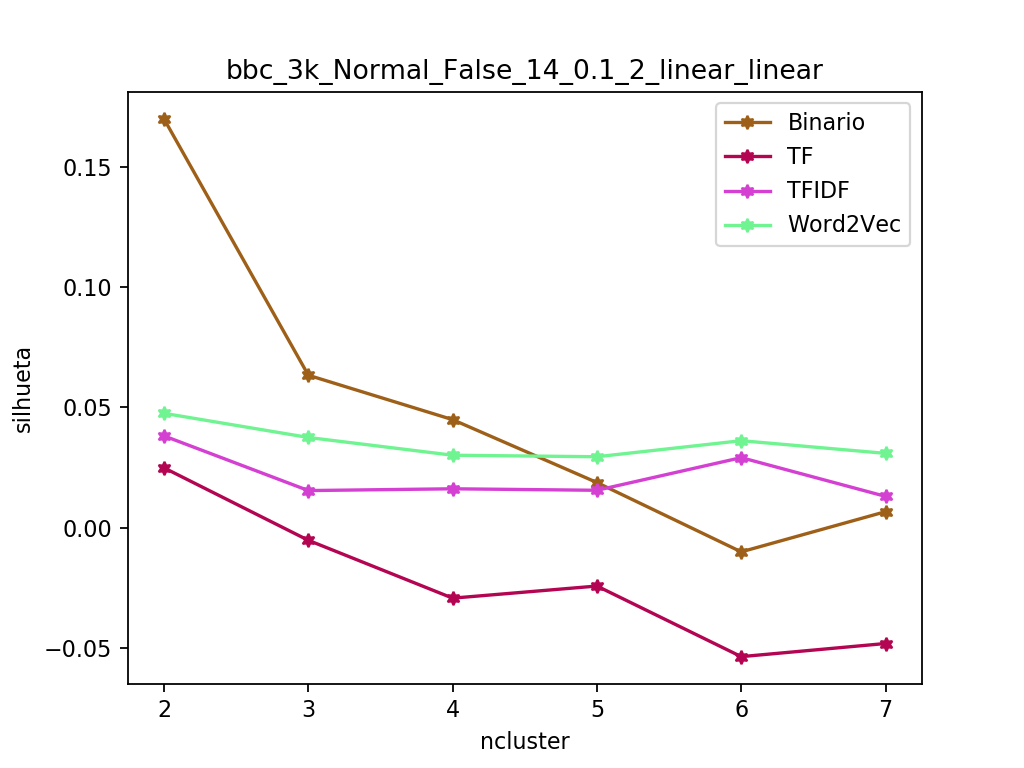 bbc_3k_Normal_False_14_0.1_2_linear_linear
Binario
TF
TFIDF
Word2Vec
silhueta
0.15
0.10
0.05
0.00
−0.05
2 3 4 5 6 7
ncluster